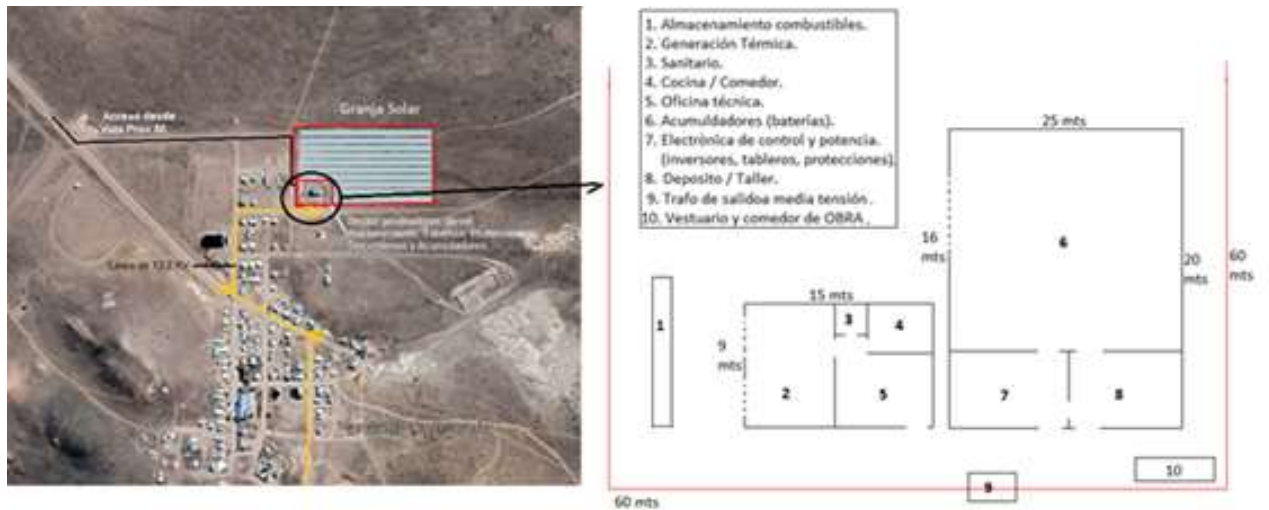 Acceso desde
Ruta Prov. M.
Granja Solar
Línea de 13.2 KV
1. Almacenamiento combustibles.
2. Generación Térmica.
3. Sanitario.
4. Cocina / Comedor.
5. Oficina técnica.
6. Acumuldadores (baterías).
7. Electrónica de control y potencia.
(inversores, tableros, protecciones).
8. Deposito / Taller.
9. Trafo de salidoa media tensión.
10. Vestuario y comedor de OBRA.
25 mts
16
mts
6
20
mts
60
mts
1
15 mts
3
4
9
mts
2
5
7
8
10
9
60 mts